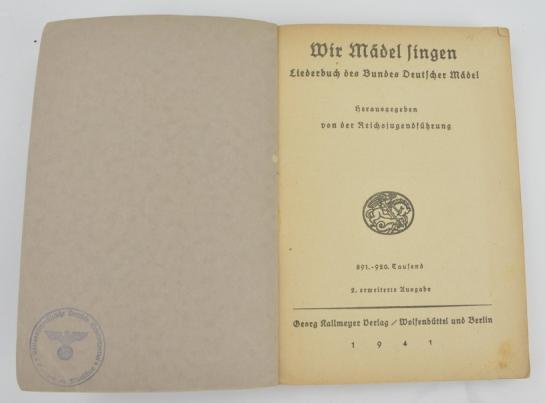 Wir Mädel singen
Liederbuch des Bundes Deutscher Mädel
Herausgegeben
von der Reichsjugendführung
891.-920. Tausend
2. erweiterte Ausgabe
Georg Kallmeyer Verlag / Wolfenbüttel und Berlin
1941